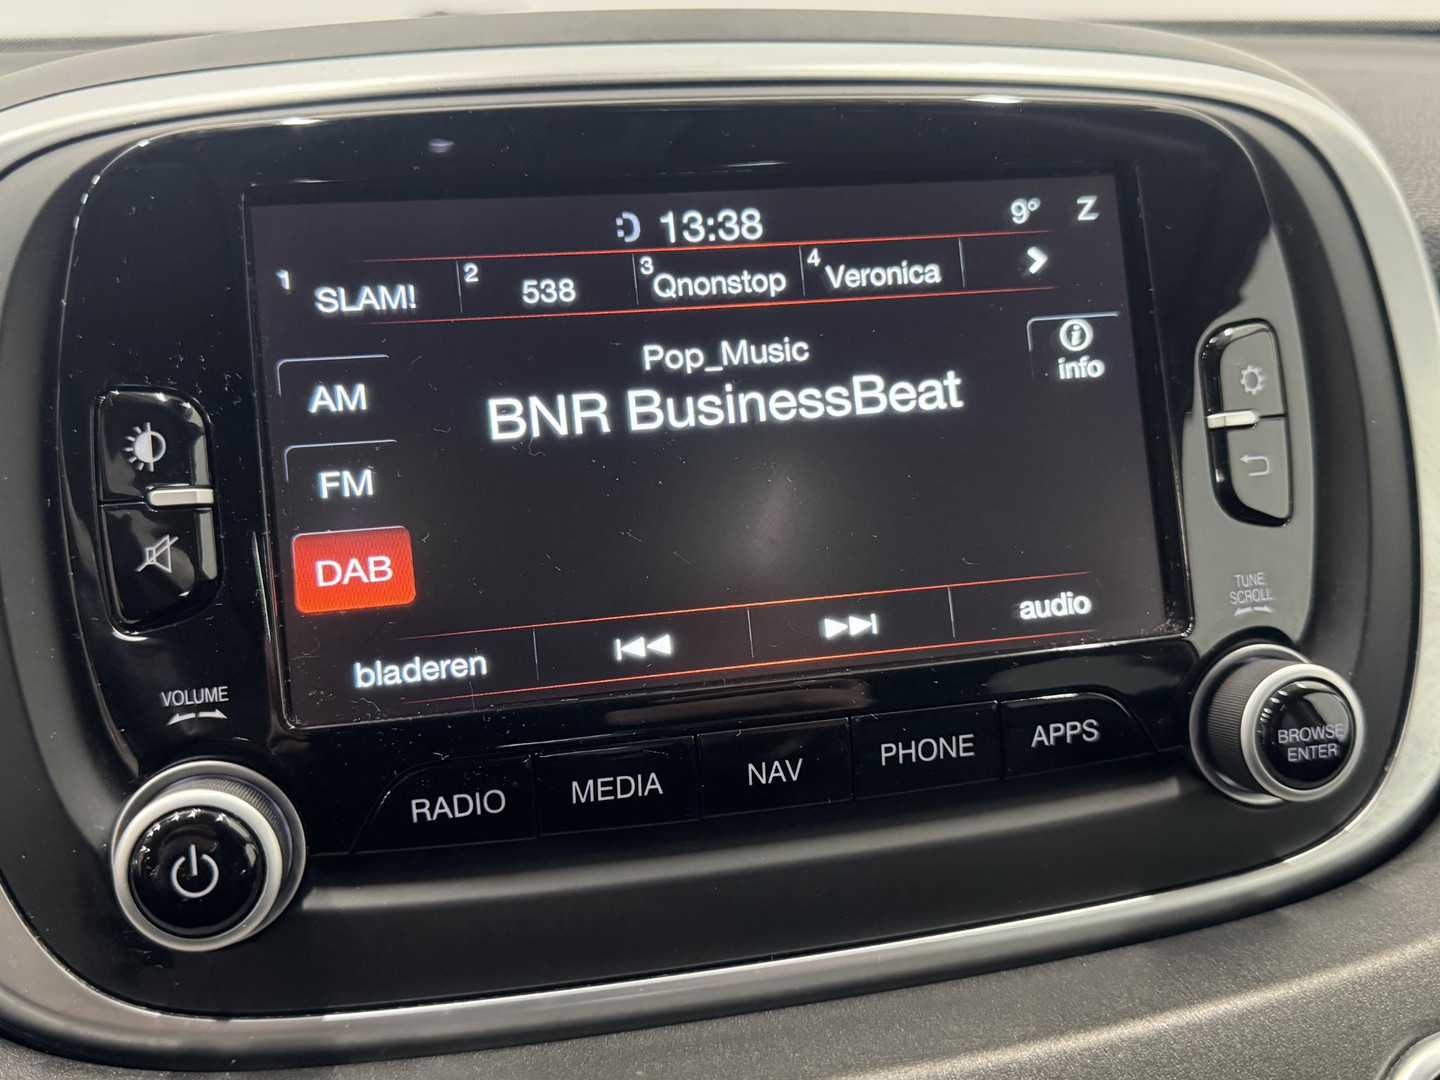 13:38 9° Z
1 SLAM! 2 538 3 Qnonstop 4 Veronica
Pop_Music
BNR BusinessBeat
info
AM
FM
DAB
bladeren audio
VOLUME
RADIO MEDIA NAV PHONE APPS
TUNE
SCROLL
BROWSE
ENTER